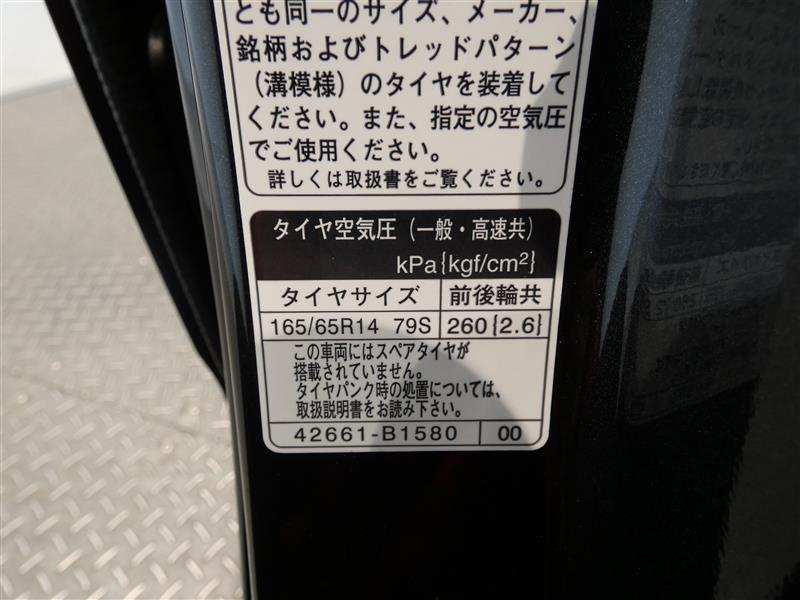 とも同一のサイズ、メーカー、
銘柄およびトレッドパターン
（溝模様）のタイヤを装着して
ください。また、指定の空気圧
でご使用ください。
詳しくは取扱書をご覧ください。
タイヤ空気圧（一般・高速共）
kPa{kgf/cm²}
タイヤサイズ 前後輪共
165/65R14 79S 260{2.6}
この車両にはスペアタイヤが
搭載されていません。
タイヤパンク時の処置については、
取扱説明書をお読み下さい。
42661-B1580 00